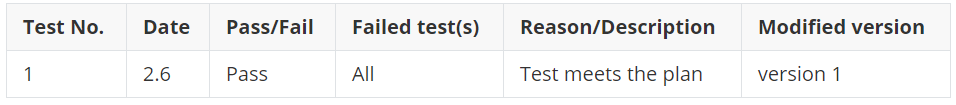 Test No. Date Pass/Fail Failed test(s) Reason/Description Modified version
1 2.6 Pass All Test meets the plan version 1